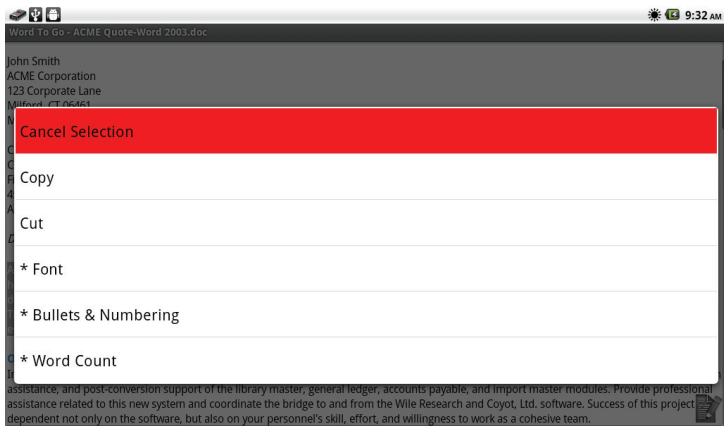 9:32 AM
Word To Go - ACME Quote-Word 2003.doc
John Smith
ACME Corporation
123 Corporate Lane
Milford, CT 06461
Cancel Selection
Copy
Cut
* Font
* Bullets & Numbering
* Word Count
assistance, and post-conversion support of the library master, general ledger, accounts payable, and import master modules. Provide professional
assistance related to this new system and coordinate the bridge to and from the Wile Research and Coyot, Ltd. software. Success of this project
dependent not only on the software, but also on your personnel's skill, effort, and willingness to work as a cohesive team.